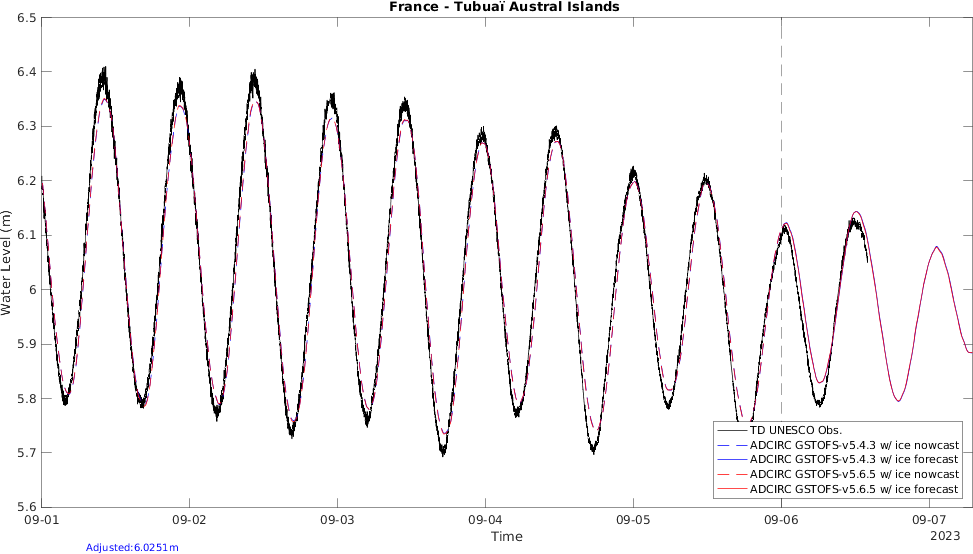 France - Tubuaï Austral Islands
6.5
6.4
6.3
6.2
6.1
6
5.9
5.8
5.7
5.6
Water Level (m)
TD UNESCO Obs.
ADCIRC GSTOFS-v5.4.3 w/ ice nowcast
ADCIRC GSTOFS-v5.4.3 w/ ice forecast
ADCIRC GSTOFS-v5.6.5 w/ ice nowcast
ADCIRC GSTOFS-v5.6.5 w/ ice forecast
09-01 09-02 09-03 09-04 09-05 09-06 09-07
Time
2023
Adjusted:6.0251m